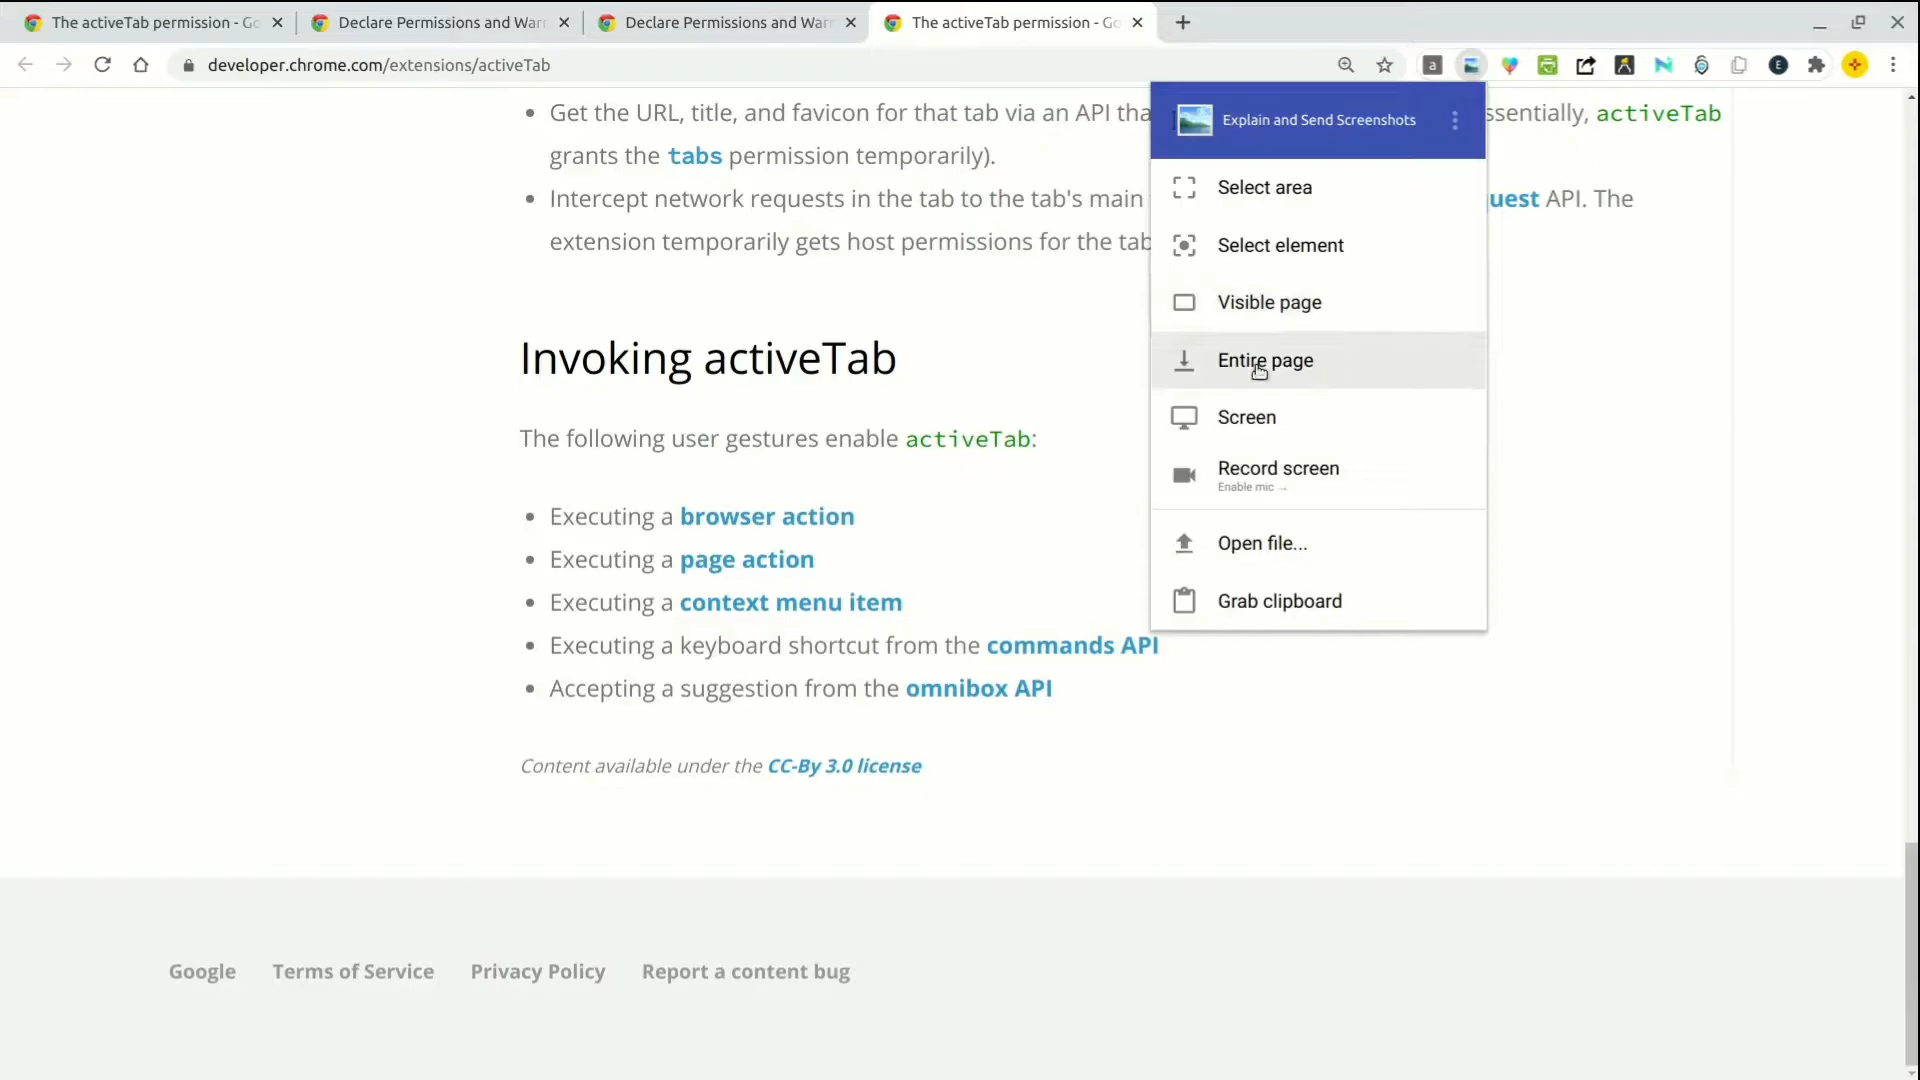 The activeTab permission - Go
Declare Permissions and War
Declare Permissions and War
The activeTab permission - Go
developer.chrome.com/extensions/activeTab
Get the URL, title, and favicon for that tab via an API tha
ssentially, activeTab
grants the tabs permission temporarily).
Intercept network requests in the tab to the tab's main
uest API. The
extension temporarily gets host permissions for the tab
Explain and Send Screenshots
Select area
Select element
Visible page
Entire page
Screen
Record screen
Enable mic →
Open file...
Grab clipboard
Invoking activeTab
The following user gestures enable activeTab:
Executing a browser action
Executing a page action
Executing a context menu item
Executing a keyboard shortcut from the commands API
Accepting a suggestion from the omnibox API
Content available under the CC-By 3.0 license
Google Terms of Service Privacy Policy Report a content bug